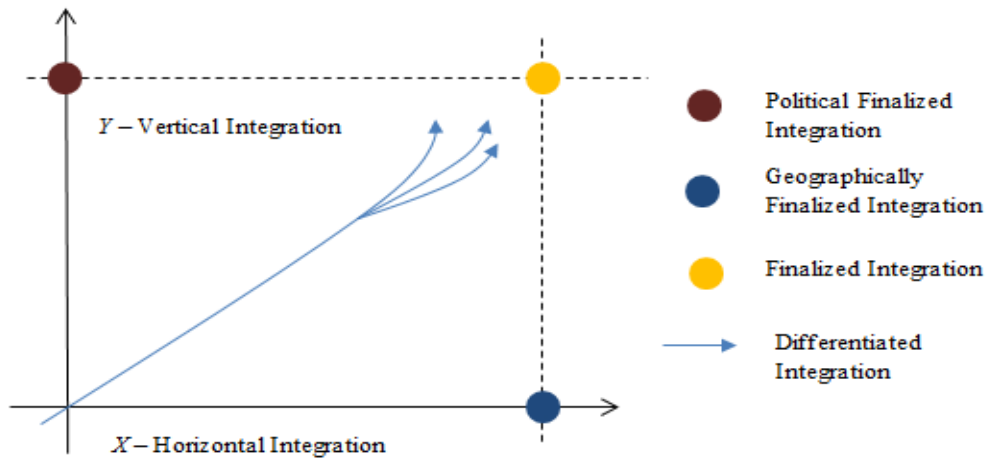 Y – Vertical Integration
X – Horizontal Integration
Political Finalized
Integration
Geographically
Finalized Integration
Finalized Integration
Differentiated
Integration